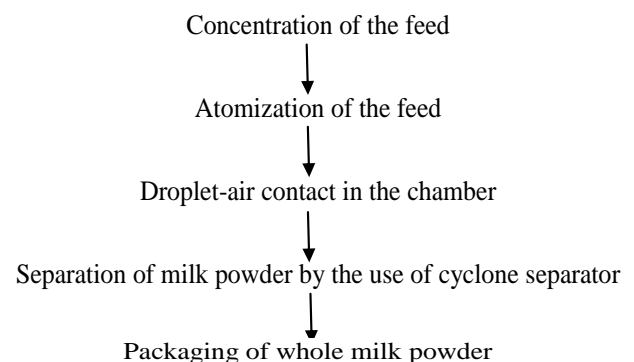 Concentration of the feed
Atomization of the feed
Droplet-air contact in the chamber
Separation of milk powder by the use of cyclone separator
Packaging of whole milk powder